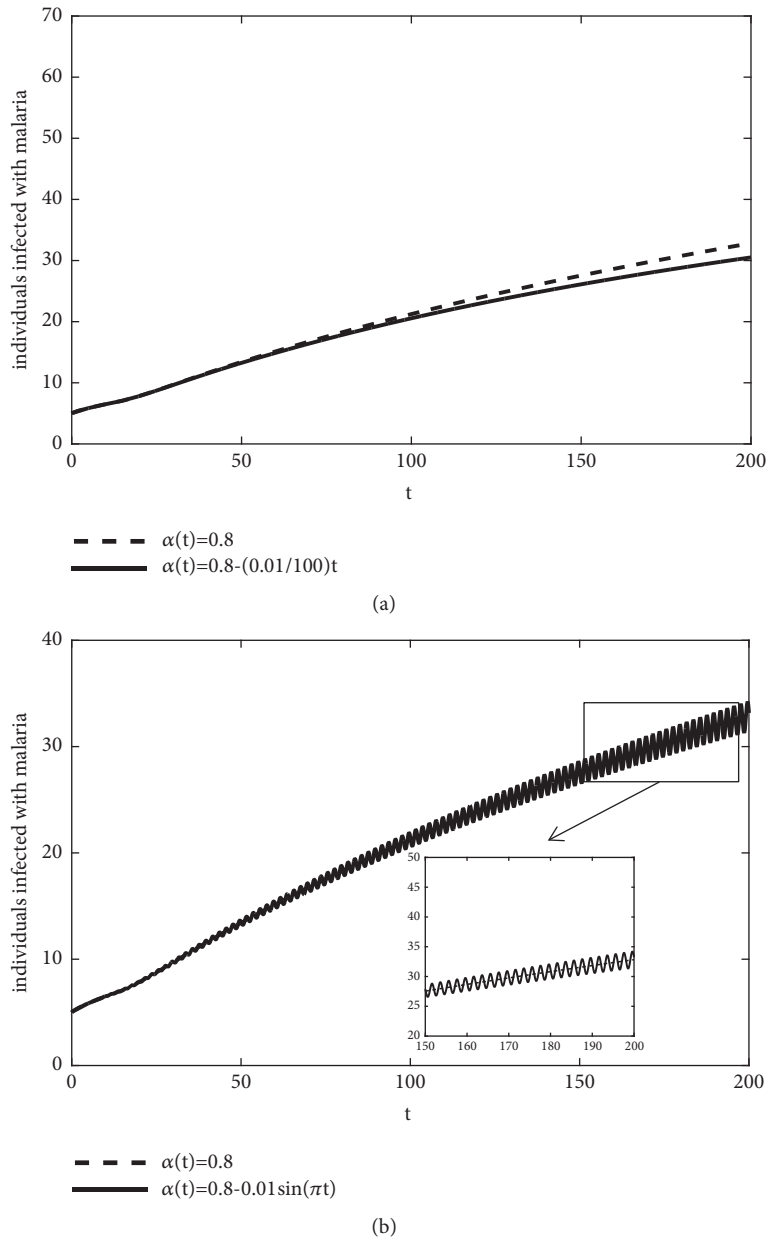 70
60
50
40
30
20
10
0
individuals infected with malaria
0 50 100 150 200
t
α(t)=0.8
α(t)=0.8-(0.01/100)t
(a)
40
30
20
10
0
individuals infected with malaria
50
45
40
35
30
25
20
150 160 170 180 190 200
0 50 100 150 200
t
α(t)=0.8
α(t)=0.8-0.01sin(πt)
(b)